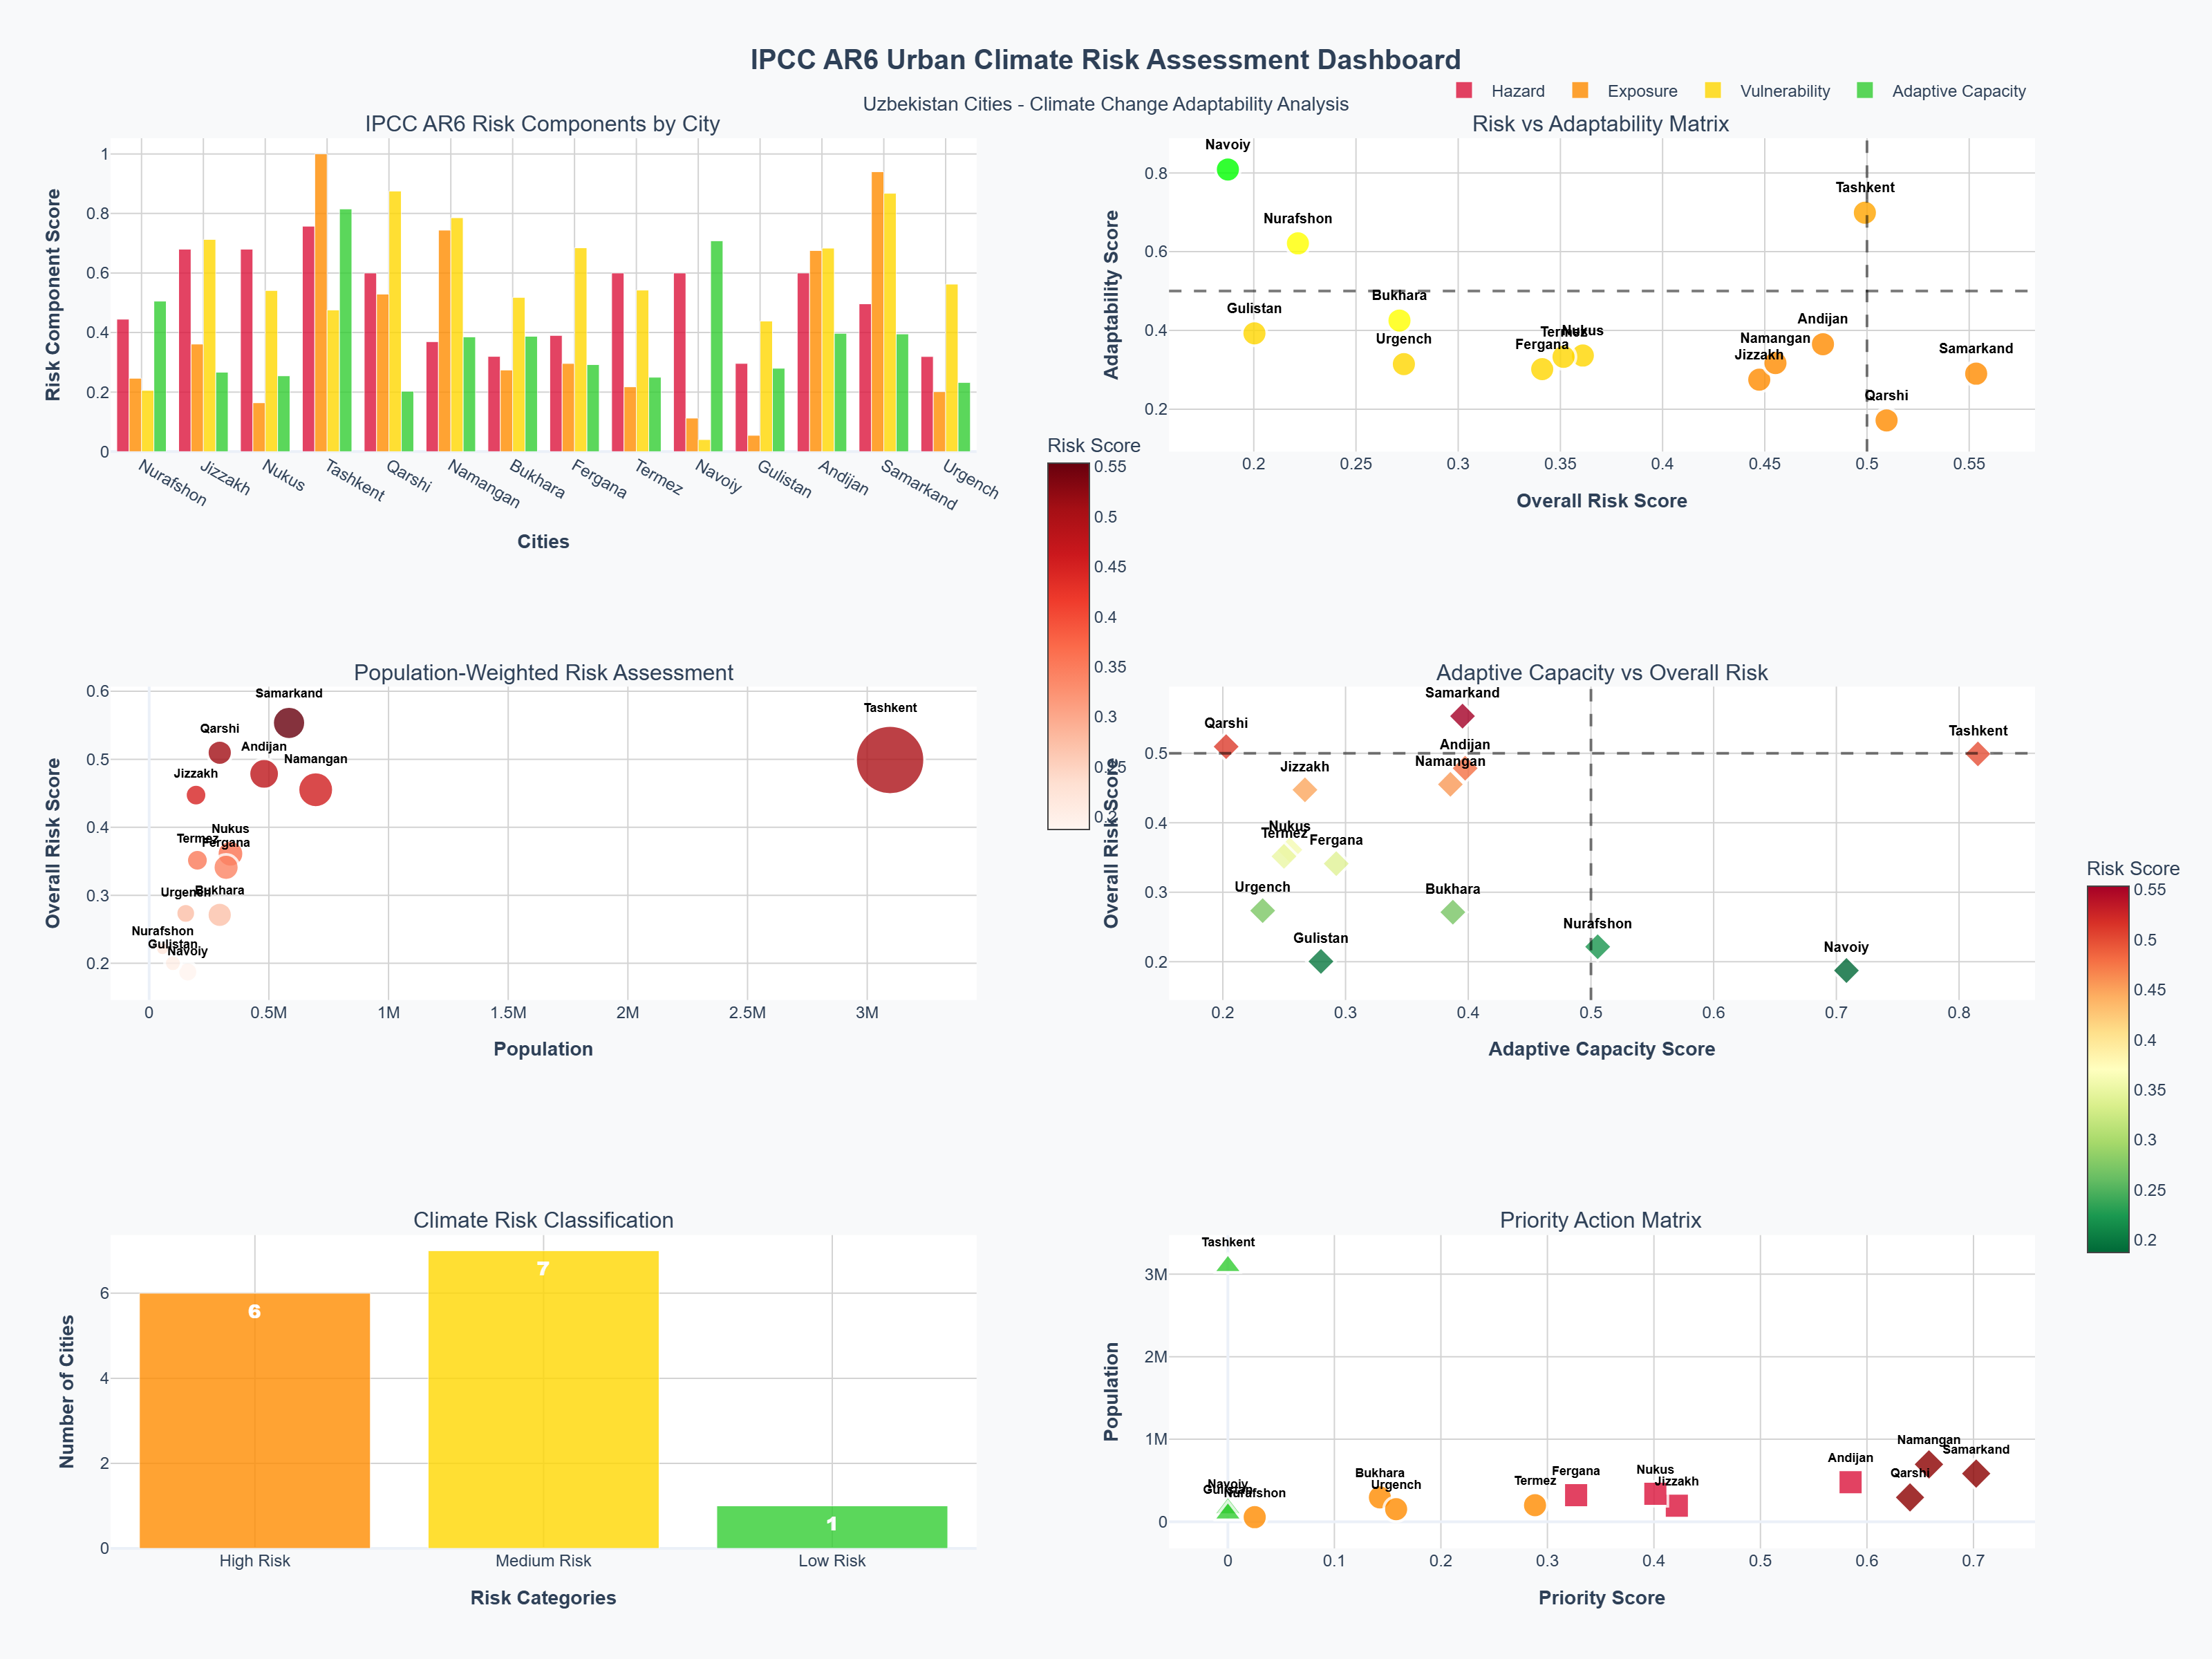 IPCC AR6 Urban Climate Risk Assessment Dashboard
Uzbekistan Cities - Climate Change Adaptability Analysis
Hazard
Exposure
Vulnerability
Adaptive Capacity
IPCC AR6 Risk Components by City
Risk Component Score
1
0.8
0.6
0.4
0.2
0
Nurafshon
Jizzakh
Nukus
Tashkent
Qarshi
Namangan
Bukhara
Fergana
Termez
Navoiy
Gulistan
Andijan
Samarkand
Urgench
Cities
Risk vs Adaptability Matrix
Adaptability Score
0.8
0.6
0.4
0.2
Navoiy
Tashkent
Nurafshon
Bukhara
Gulistan
Andijan
Termez
Nukus
Urgench
Namangan
Fergana
Samarkand
Jizzakh
Qarshi
0.2
0.25
0.3
0.35
0.4
0.45
0.5
0.55
Overall Risk Score
Risk Score
0.55
0.5
0.45
0.4
0.35
0.3
0.25
0.2
Population-Weighted Risk Assessment
Overall Risk Score
0.6
0.5
0.4
0.3
0.2
Samarkand
Tashkent
Qarshi
Andijan
Namangan
Jizzakh
Nukus
Termez
Fergana
Urgench
Bukhara
Nurafshon
Gulistan
Navoiy
0
0.5M
1M
1.5M
2M
2.5M
3M
Population
Adaptive Capacity vs Overall Risk
Overall Risk Score
0.5
0.4
0.3
0.2
Samarkand
Qarshi
Tashkent
Andijan
Namangan
Jizzakh
Nukus
Termez
Fergana
Urgench
Bukhara
Nurafshon
Gulistan
Navoiy
0.2
0.3
0.4
0.5
0.6
0.7
0.8
Adaptive Capacity Score
Risk Score
0.55
0.5
0.45
0.4
0.35
0.3
0.25
0.2
Climate Risk Classification
Number of Cities
6
4
2
0
6
7
1
High Risk
Medium Risk
Low Risk
Risk Categories
Priority Action Matrix
Population
3M
2M
1M
0
Tashkent
Namangan
Samarkand
Andijan
Qarshi
Nukus
Jizzakh
Fergana
Termez
Bukhara
Urgench
Navoiy
Gulistan
Nurafshon
0
0.1
0.2
0.3
0.4
0.5
0.6
0.7
Priority Score